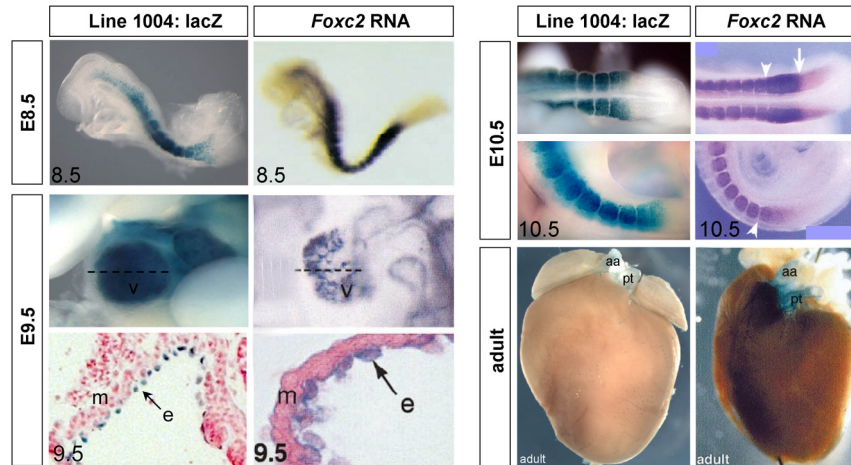 Line 1004: lacZ
Foxc2 RNA
E8.5
8.5
8.5
E9.5
v
v
m
e
9.5
m
e
9.5
Line 1004: lacZ
Foxc2 RNA
E10.5
10.5
10.5
adult
aa
pt
adult
aa
pt
adult